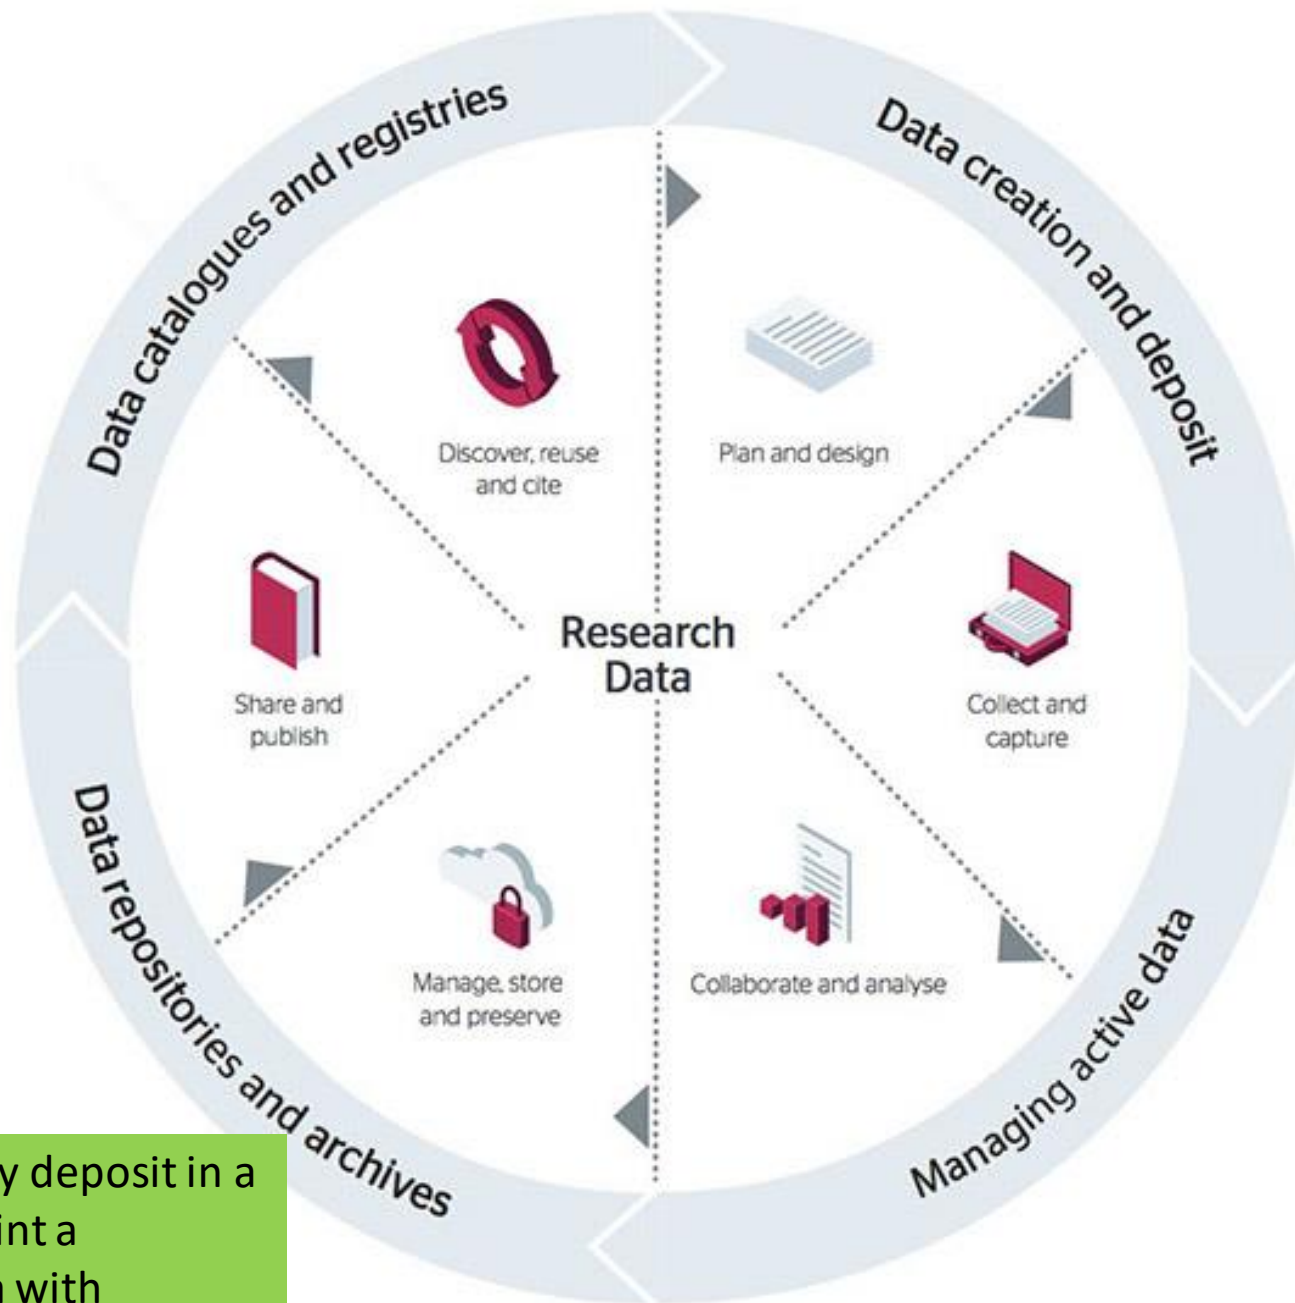 Data catalogues and registries
Data creation and deposit
Discover, reuse
and cite
Plan and design
Share and
publish
Research
Data
Collect and
capture
Manage, store
and preserve
Collaborate and analyse
Data repositories and archives
Managing active data
y deposit in a
int a
with